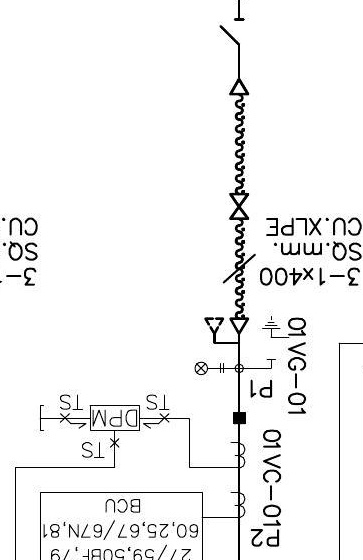 27/59,50BF,79
60,25,67/67N,81
BCU
P2
01VC-01
TS
TS
DPM
TS
P1
01VG-01
3-1x400
SQ.mm.
CU.XLPE
3-1
SQ.
CU.